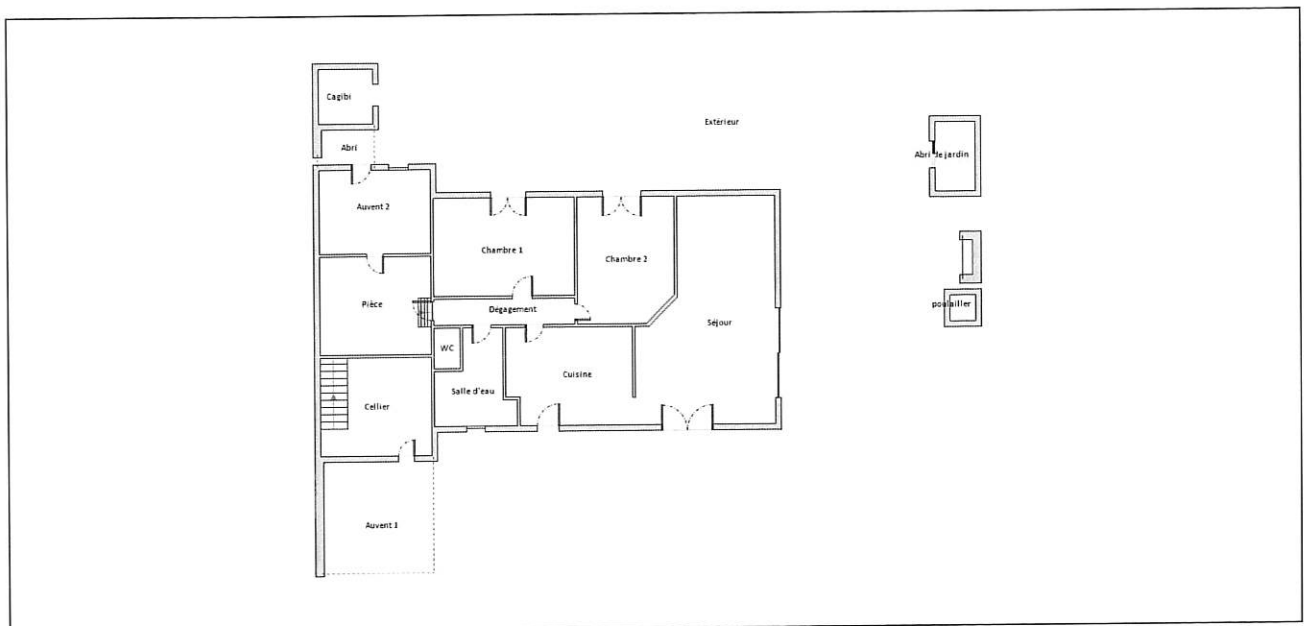 Cagibi
Extérieur
Abri
Abri de jardin
Auvent 2
Chambre 1
Chambre 2
Pièce
Dégagement
poulailler
Séjour
WC
Cuisine
Salle d'eau
Cellier
Auvent 1